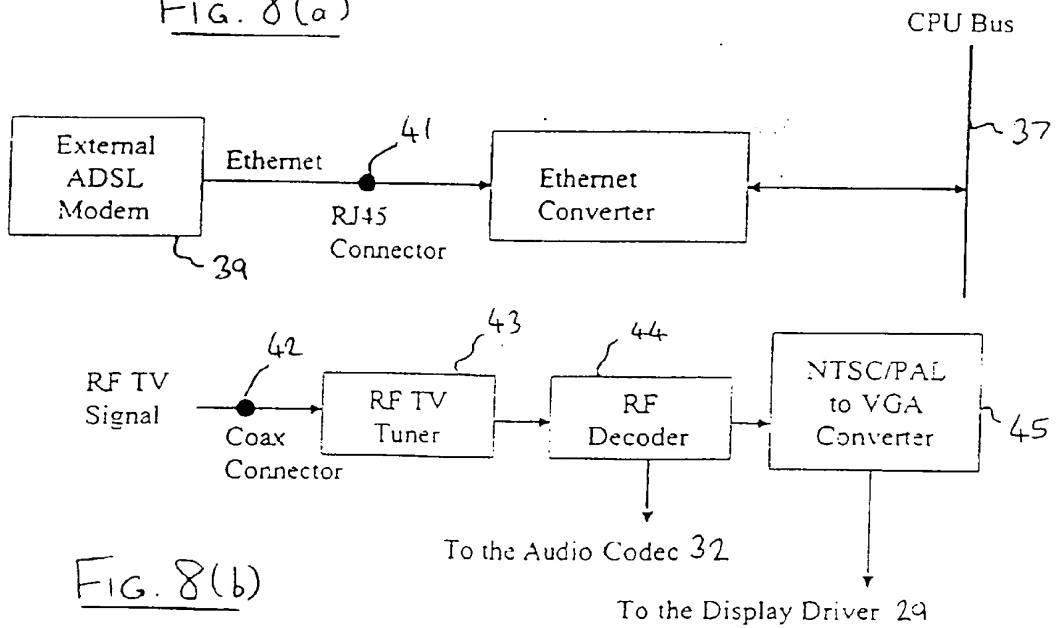 FIG. 8(a)
CPU Bus
37
External
ADSL
Modem
39
Ethernet
41
RJ45
Connector
Ethernet
Converter
RF TV
Signal
42
Coax
Connector
43
RF TV
Tuner
44
RF
Decoder
NTSC/PAL
to VGA
Converter
45
To the Audio Codec 32
To the Display Driver 29
FIG. 8(b)